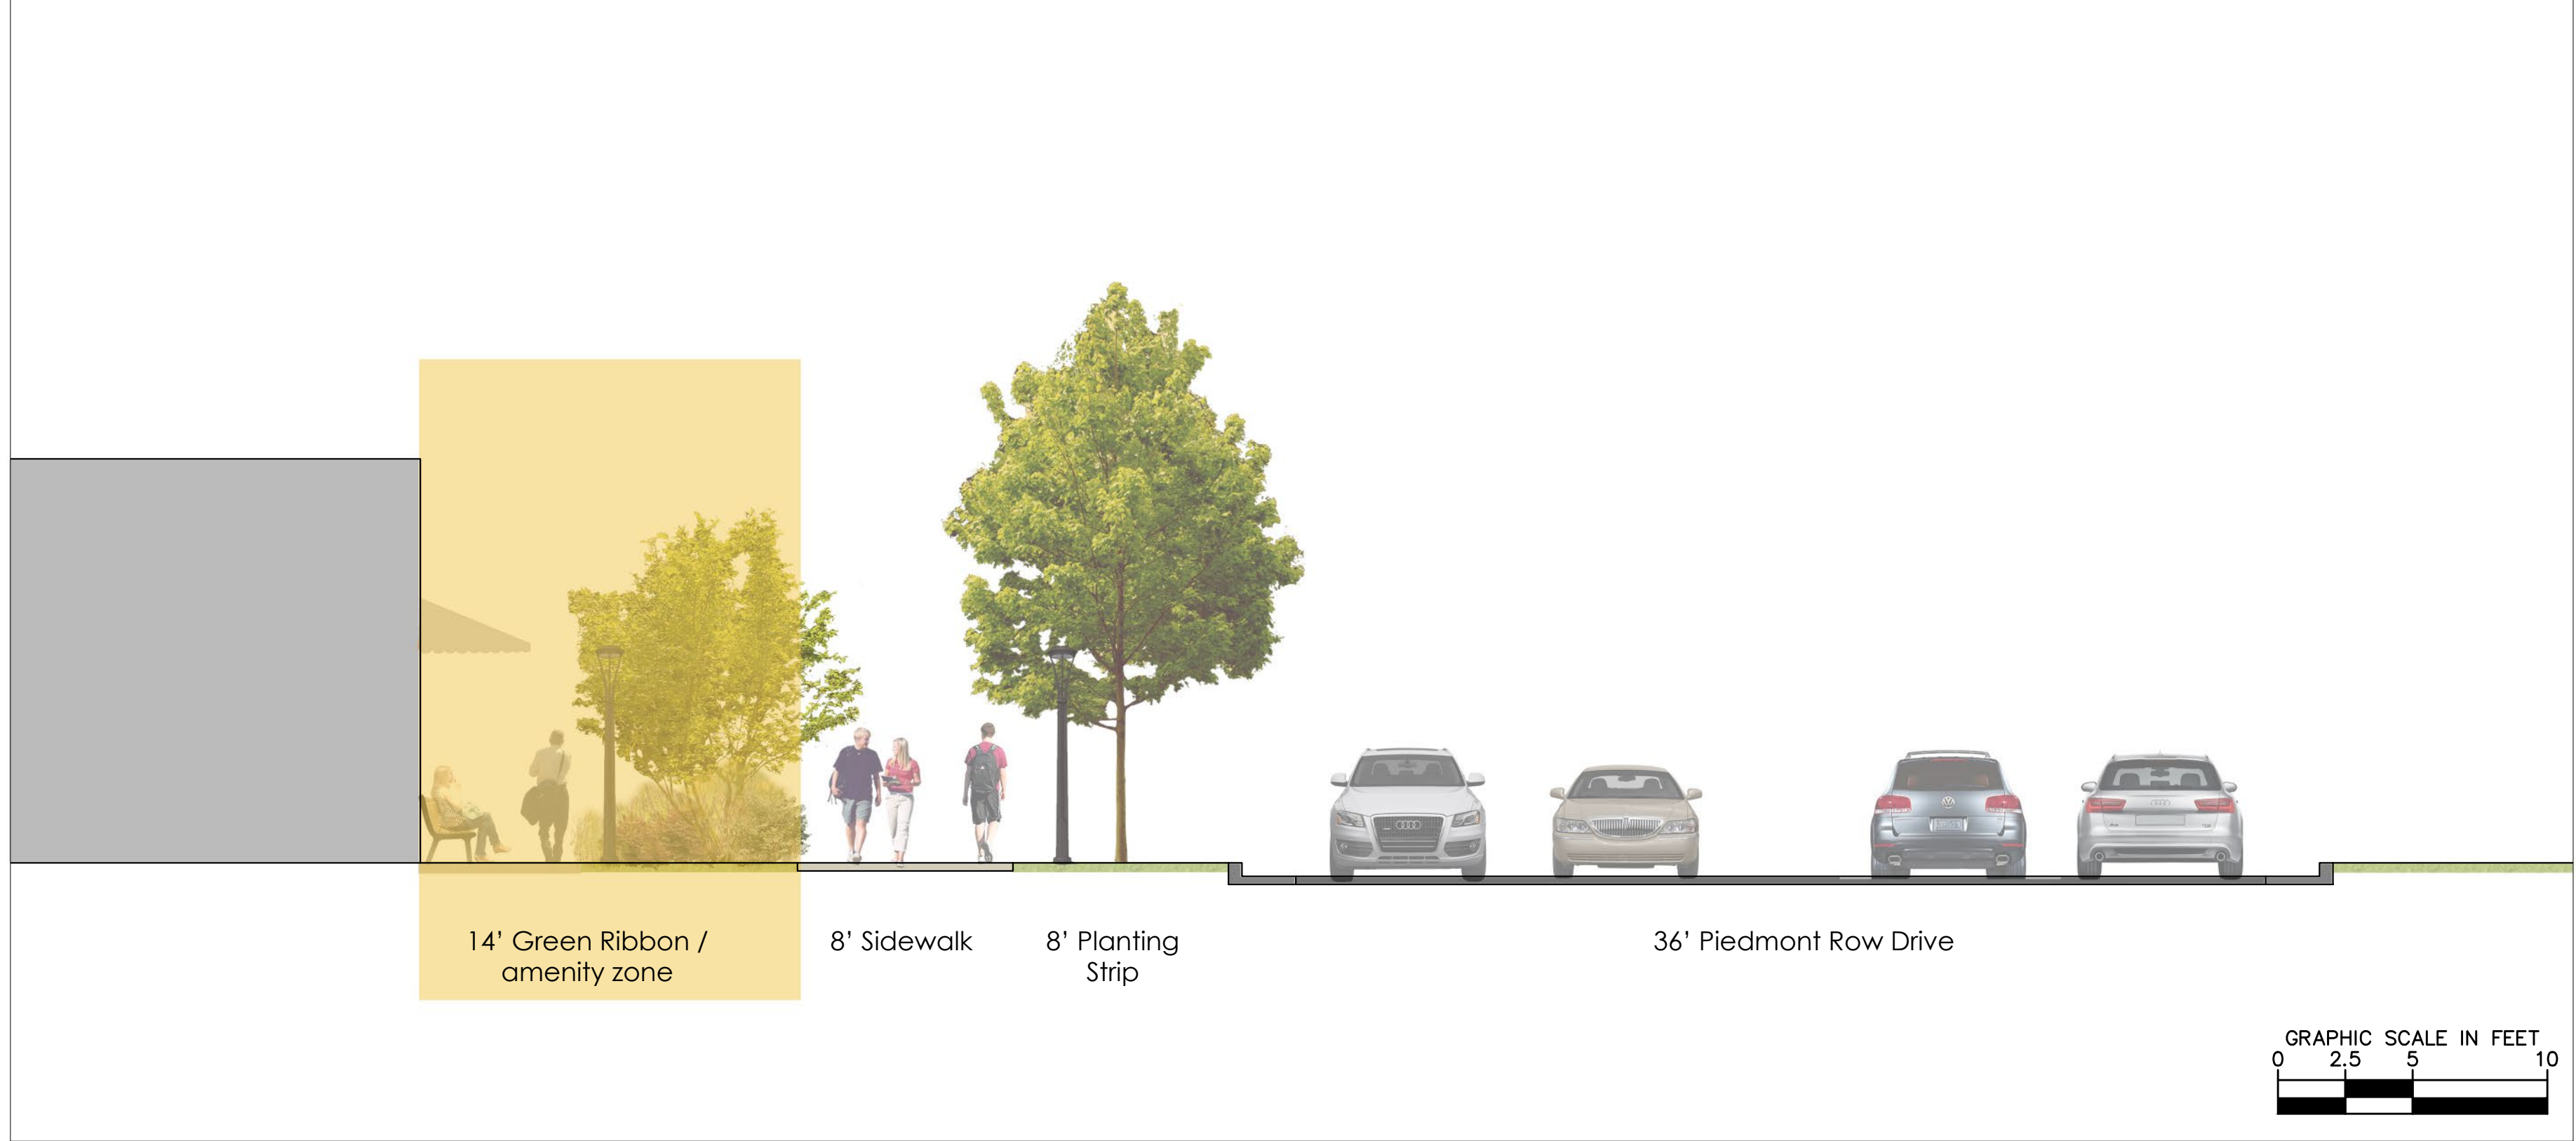 14’ Green Ribbon /
amenity zone
8’ Sidewalk
8’ Planting
Strip
36’ Piedmont Row Drive
GRAPHIC SCALE IN FEET
0 2.5 5 10